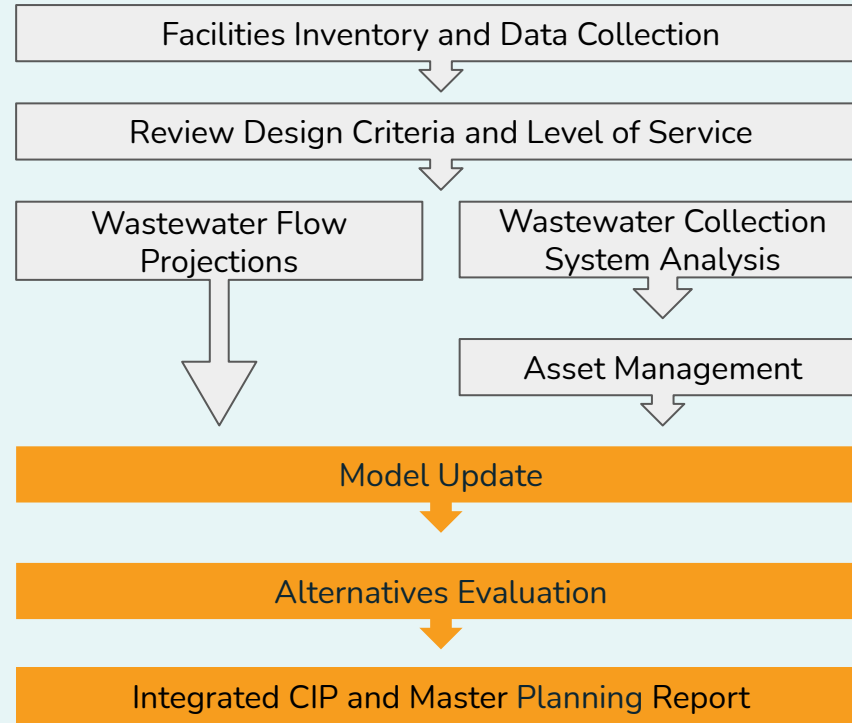 Facilities Inventory and Data Collection
Review Design Criteria and Level of Service
Wastewater Flow
Projections
Wastewater Collection
System Analysis
Asset Management
Model Update
Alternatives Evaluation
Integrated CIP and Master Planning Report